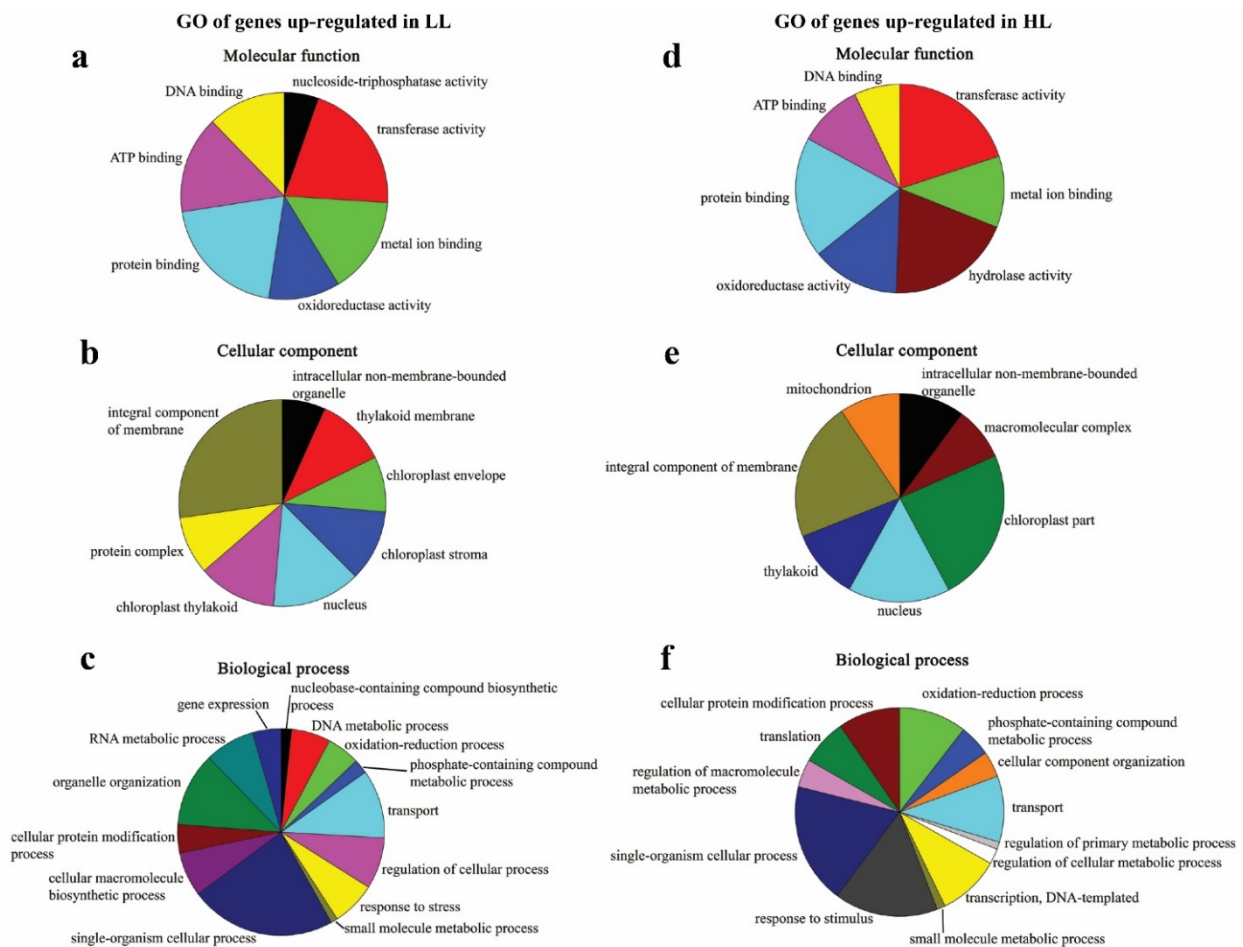 GO of genes up-regulated in LL
a
Molecular function
nucleoside-triphosphatase activity
DNA binding
transferase activity
ATP binding
metal ion binding
protein binding
oxidoreductase activity
b
Cellular component
intracellular non-membrane-bounded
organelle
integral component
of membrane
thylakoid membrane
chloroplast envelope
protein complex
chloroplast stroma
chloroplast thylakoid
nucleus
c
Biological process
nucleobase-containing compound biosynthetic
process
gene expression
DNA metabolic process
RNA metabolic process
oxidation-reduction process
phosphate-containing compound
metabolic process
organelle organization
transport
cellular protein modification
process
regulation of cellular process
cellular macromolecule
biosynthetic process
response to stress
small molecule metabolic process
single-organism cellular process
GO of genes up-regulated in HL
d
Molecular function
DNA binding
transferase activity
ATP binding
protein binding
metal ion binding
oxidoreductase activity
hydrolase activity
e
Cellular component
intracellular non-membrane-bounded
organelle
mitochondrion
macromolecular complex
integral component of membrane
chloroplast part
thylakoid
nucleus
f
Biological process
oxidation-reduction process
cellular protein modification process
phosphate-containing compound
metabolic process
translation
cellular component organization
regulation of macromolecule
metabolic process
transport
regulation of primary metabolic process
single-organism cellular process
regulation of cellular metabolic process
transcription, DNA-templated
response to stimulus
small molecule metabolic process